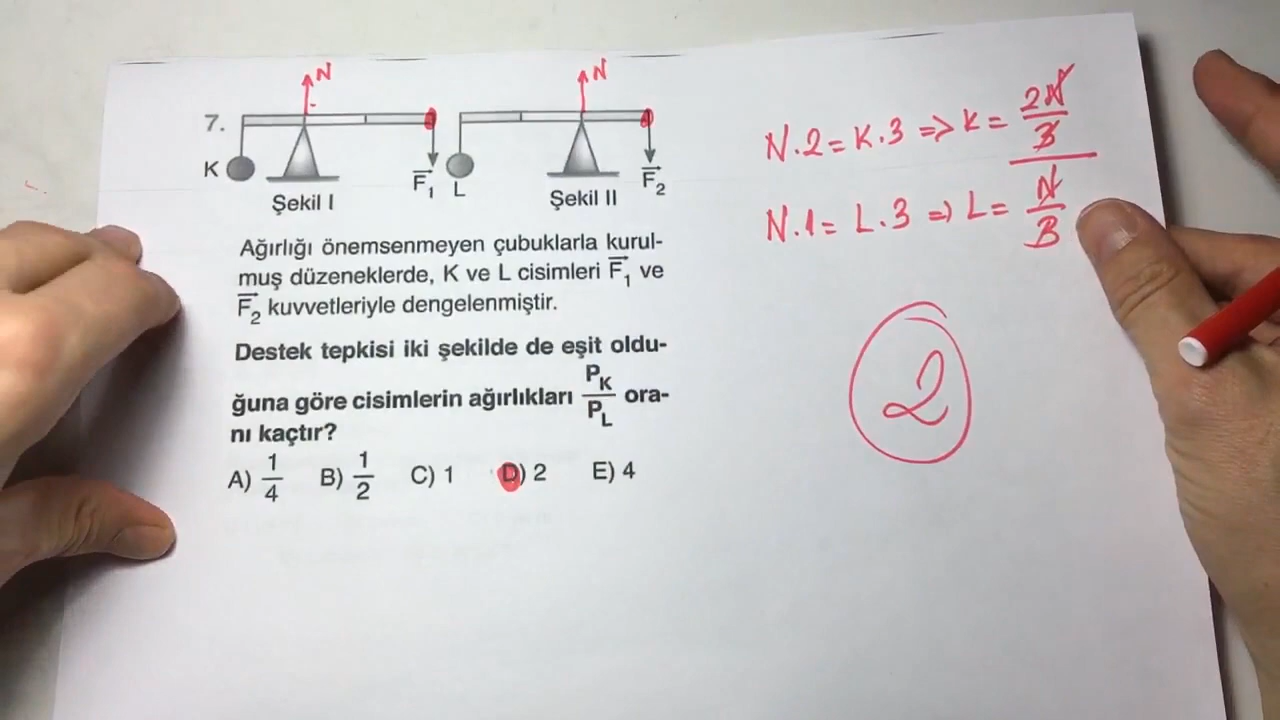 N N
7.
K F₁ L F₂
Şekil I Şekil II
Ağırlığı önemsenmeyen çubuklarla kurul-
muş düzeneklerde, K ve L cisimleri F₁ ve
F₂ kuvvetleriyle dengelenmiştir.
Destek tepkisi iki şekilde de eşit oldu-
ğuna göre cisimlerin ağırlıkları P_K/P_L ora-
nı kaçtır?
A) 1/4 B) 1/2 C) 1 D) 2 E) 4
N.2 = K.3 => K = 2N/3
N.1 = L.3 => L = N/3
2